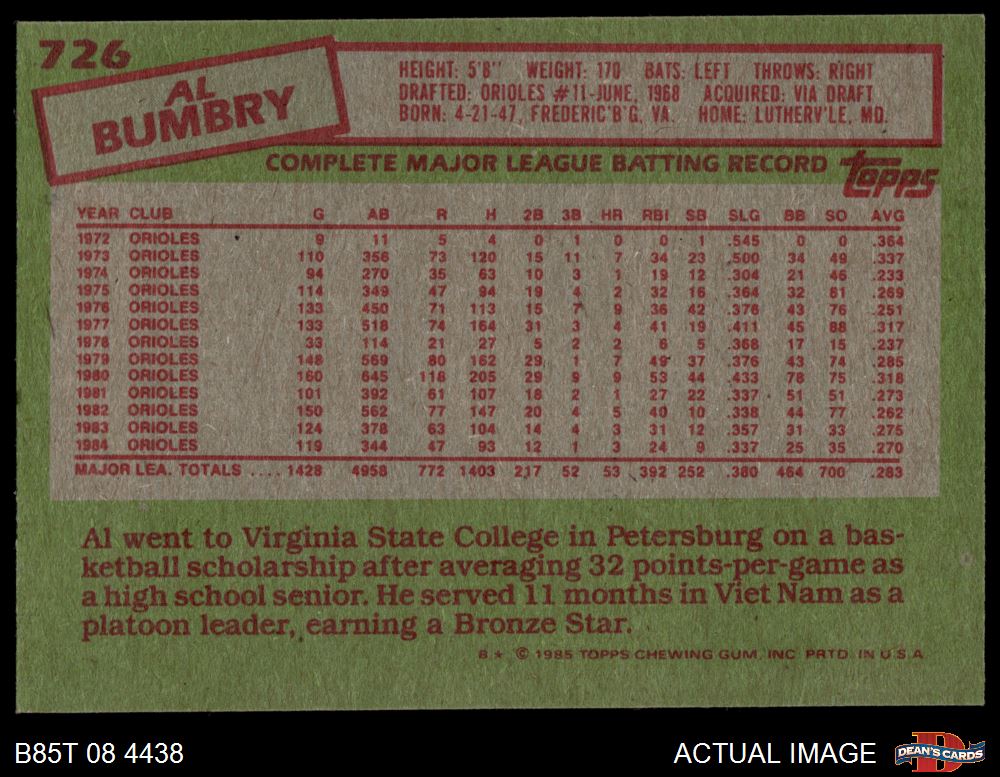 726
AL
BUMBRY
HEIGHT: 5'8" WEIGHT: 170 BATS: LEFT THROWS: RIGHT
DRAFTED: ORIOLES #11-JUNE, 1968 ACQUIRED: VIA DRAFT
BORN: 4-21-47, FREDERIC'B'G, VA. HOME: LUTHERV'LE, MD.
COMPLETE MAJOR LEAGUE BATTING RECORD
TOPPS
YEAR CLUB G AB R H 2B 3B HR RBI SB SLG BB SO AVG
1972 ORIOLES 9 11 5 4 0 1 0 0 1 .545 0 0 .364
1973 ORIOLES 110 356 73 120 15 11 7 34 23 .500 34 49 .337
1974 ORIOLES 94 270 35 63 10 3 1 19 12 .304 21 46 .233
1975 ORIOLES 114 349 47 94 19 4 2 32 16 .364 32 81 .269
1976 ORIOLES 133 450 71 113 15 7 9 36 42 .376 43 76 .251
1977 ORIOLES 133 518 74 164 31 3 4 41 19 .411 45 88 .317
1978 ORIOLES 33 114 21 27 5 2 2 6 5 .368 17 15 .237
1979 ORIOLES 148 569 80 162 29 1 7 49 37 .376 43 74 .285
1980 ORIOLES 160 645 118 205 29 9 9 53 44 .433 78 75 .318
1981 ORIOLES 101 392 61 107 18 2 1 27 22 .337 51 51 .273
1982 ORIOLES 150 562 77 147 20 4 5 40 10 .338 44 77 .262
1983 ORIOLES 124 378 63 104 14 4 3 31 12 .357 31 33 .275
1984 ORIOLES 119 344 47 93 12 1 3 24 9 .337 25 35 .270
MAJOR LEA. TOTALS .... 1428 4958 772 1403 217 52 53 392 252 .380 464 700 .283
Al went to Virginia State College in Petersburg on a bas-
ketball scholarship after averaging 32 points-per-game as
a high school senior. He served 11 months in Viet Nam as a
platoon leader, earning a Bronze Star.
B * © 1985 TOPPS CHEWING GUM, INC. PRTD. IN U.S.A.
B85T 08 4438
ACTUAL IMAGE
D
DEAN'S CARDS